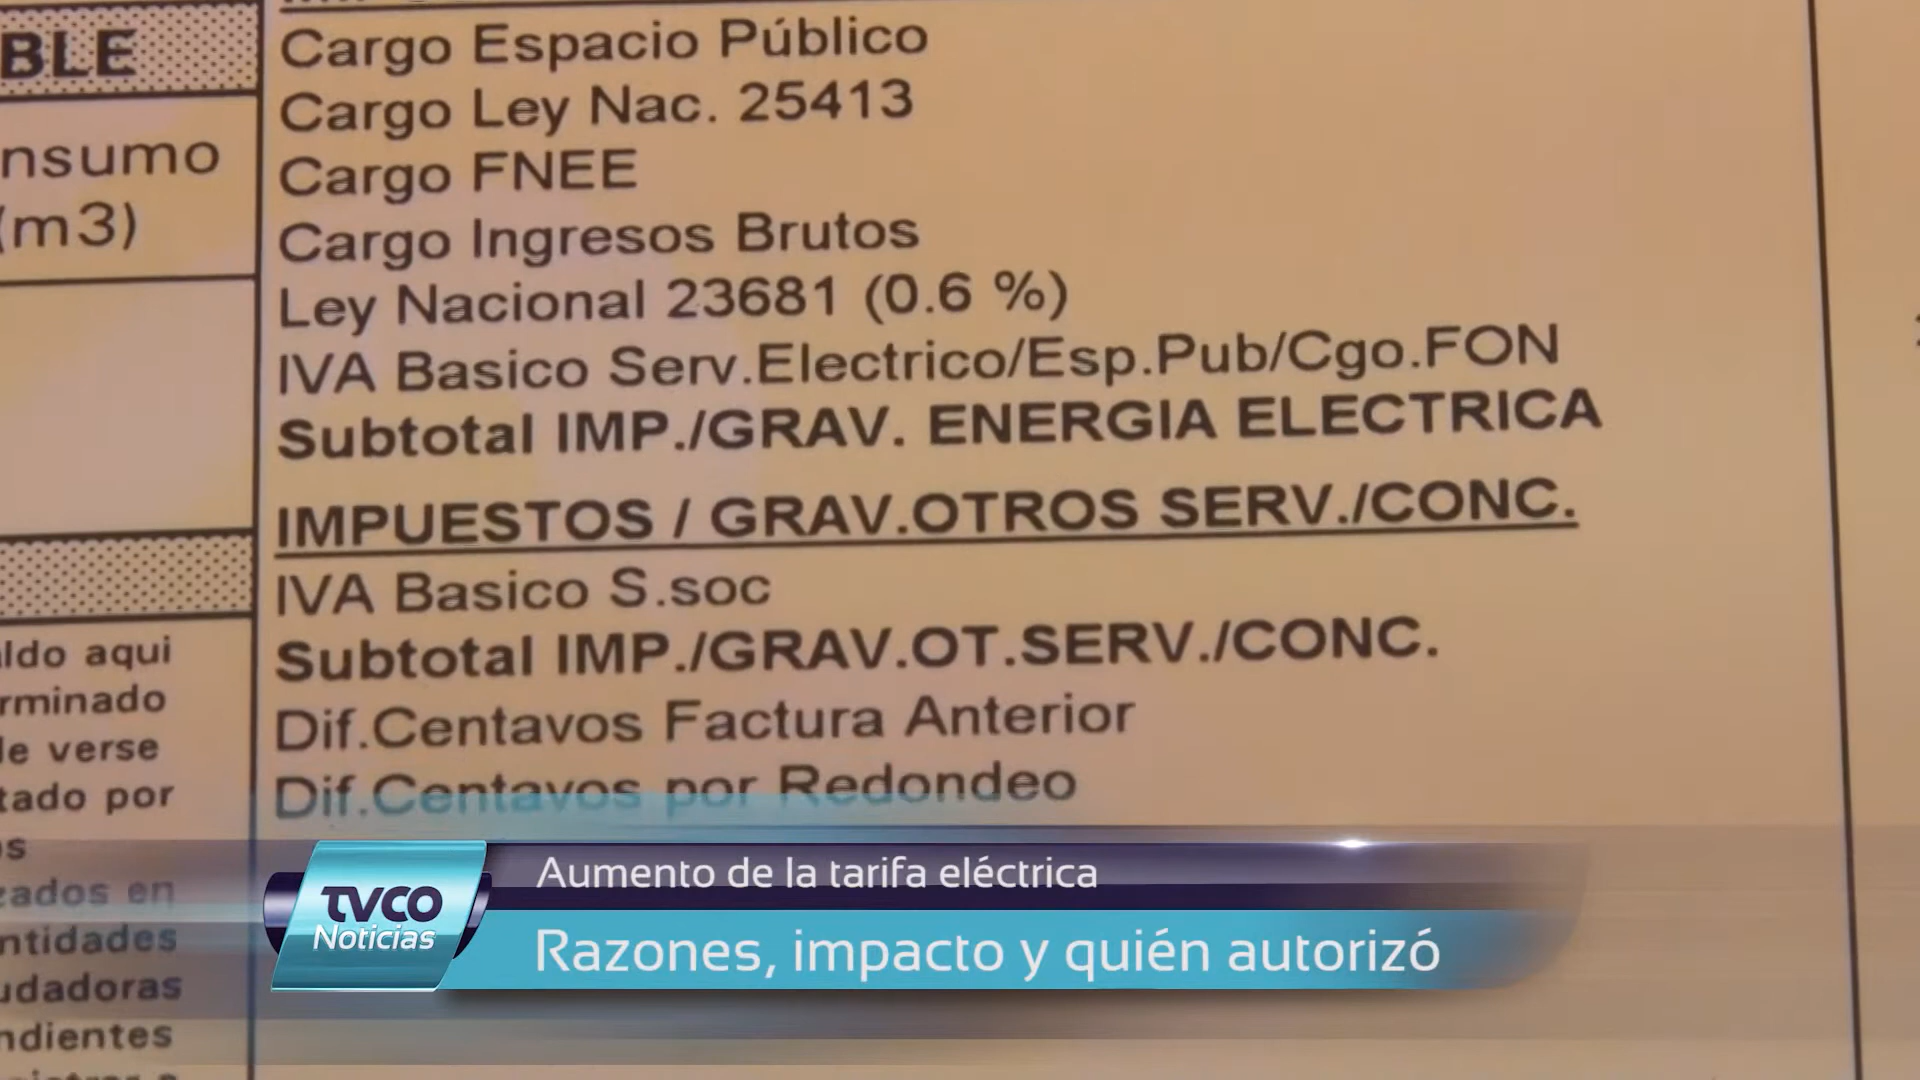 BLE
nsumo
(m3)
Cargo Espacio Público
Cargo Ley Nac. 25413
Cargo FNEE
Cargo Ingresos Brutos
Ley Nacional 23681 (0.6 %)
IVA Basico Serv.Electrico/Esp.Pub/Cgo.FON
Subtotal IMP./GRAV. ENERGIA ELECTRICA
IMPUESTOS / GRAV.OTROS SERV./CONC.
IVA Basico S.soc
Subtotal IMP./GRAV.OT.SERV./CONC.
Dif.Centavos Factura Anterior
Dif.Centavos por Redondeo
ldo aqui
rminado
le verse
tado por
os
zados en
ntidades
udadoras
ndientes
TVCO
Noticias
Aumento de la tarifa eléctrica
Razones, impacto y quién autorizó